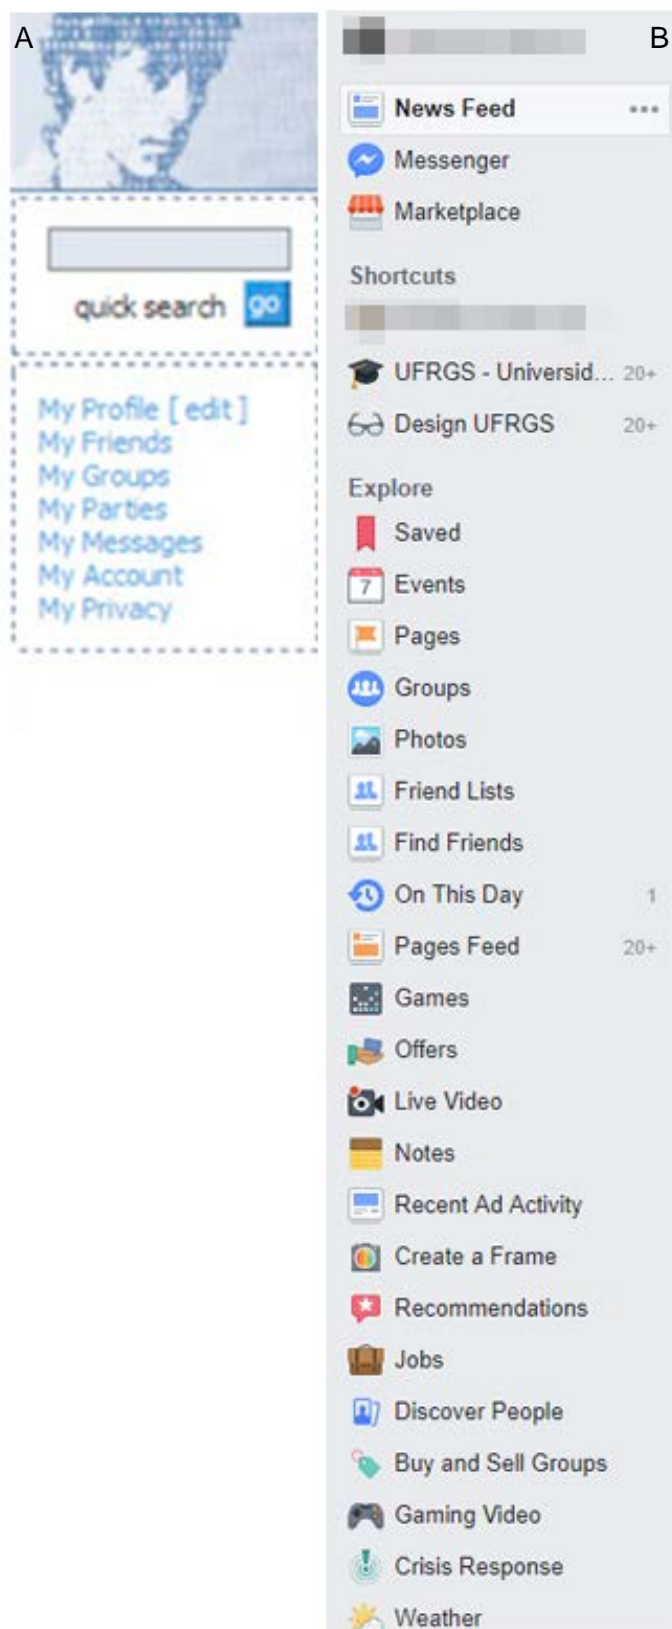 A
quick search go
My Profile [ edit ]
My Friends
My Groups
My Parties
My Messages
My Account
My Privacy
B
News Feed
Messenger
Marketplace
Shortcuts
UFRGS - Universid... 20+
Design UFRGS 20+
Explore
Saved
7 Events
Pages
Groups
Photos
Friend Lists
Find Friends
On This Day 1
Pages Feed 20+
Games
Offers
Live Video
Notes
Recent Ad Activity
Create a Frame
Recommendations
Jobs
Discover People
Buy and Sell Groups
Gaming Video
Crisis Response
Weather